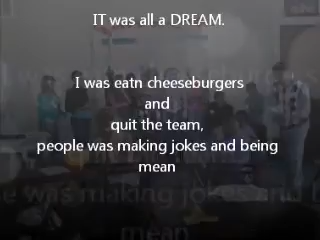 IT was all a DREAM.
I was eatn cheeseburgers
and
quit the team,
people was making jokes and being
mean